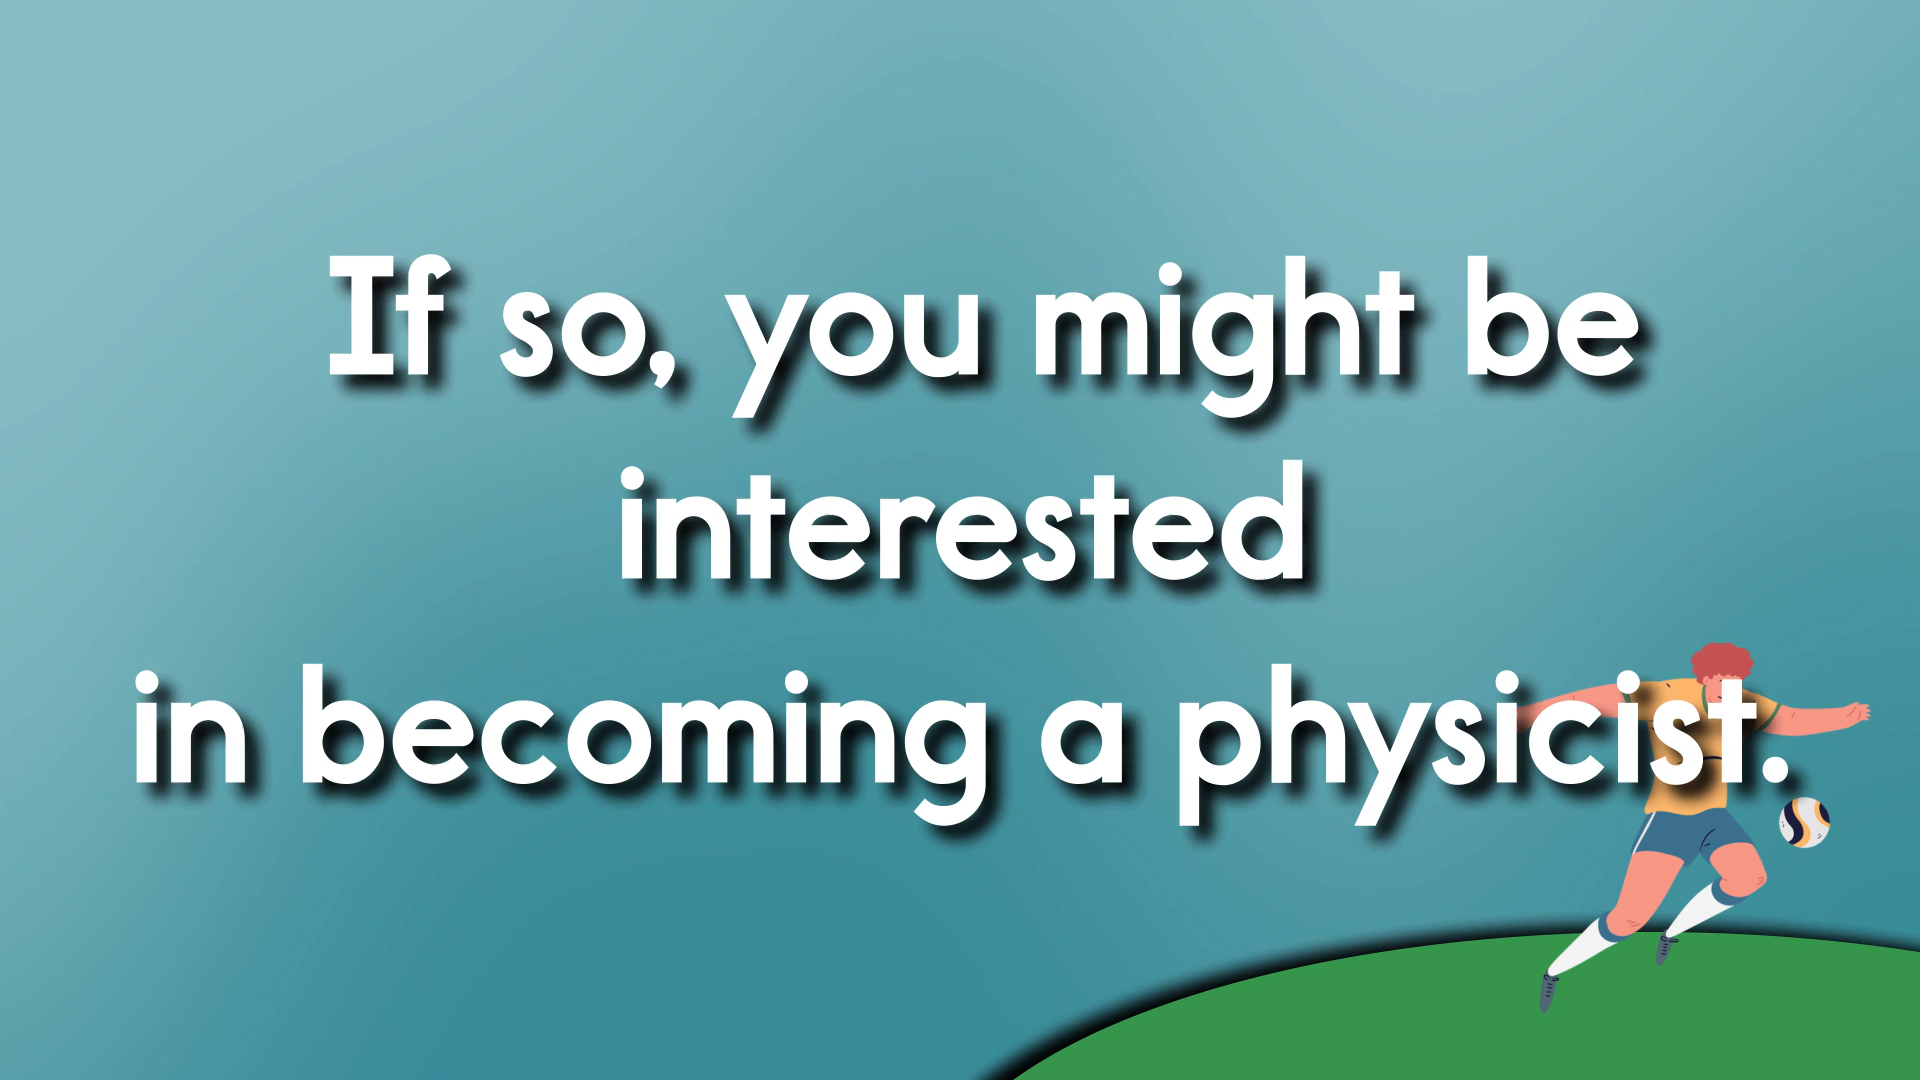 If so, you might be
interested
in becoming a physicist.